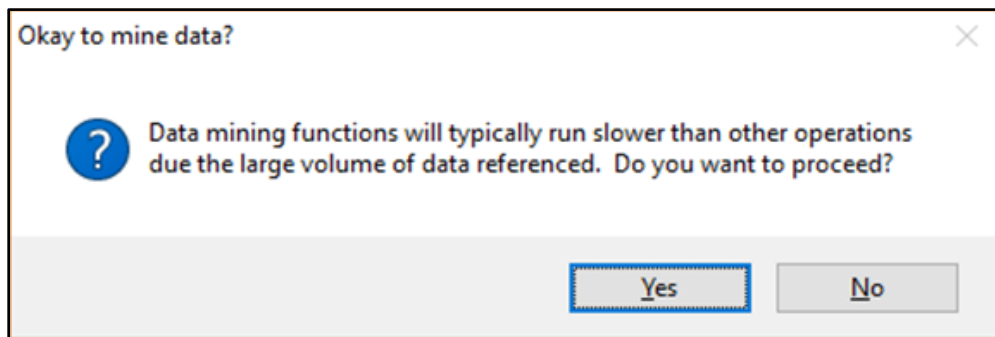 Okay to mine data?
?
Data mining functions will typically run slower than other operations
due the large volume of data referenced.  Do you want to proceed?
Yes
No